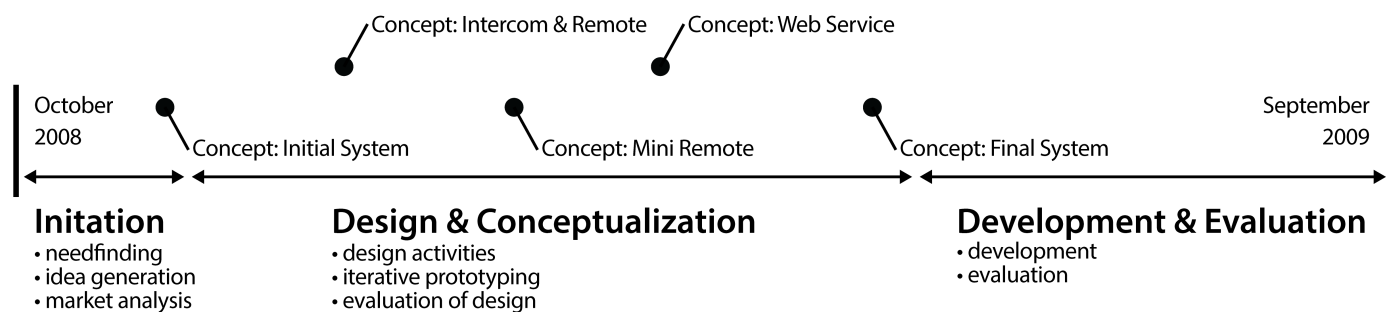 Concept: Intercom & Remote
Concept: Web Service
October
2008
September
2009
Concept: Initial System
Concept: Mini Remote
Concept: Final System
Initation
• needfinding
• idea generation
• market analysis
Design & Conceptualization
• design activities
• iterative prototyping
• evaluation of design
Development & Evaluation
• development
• evaluation